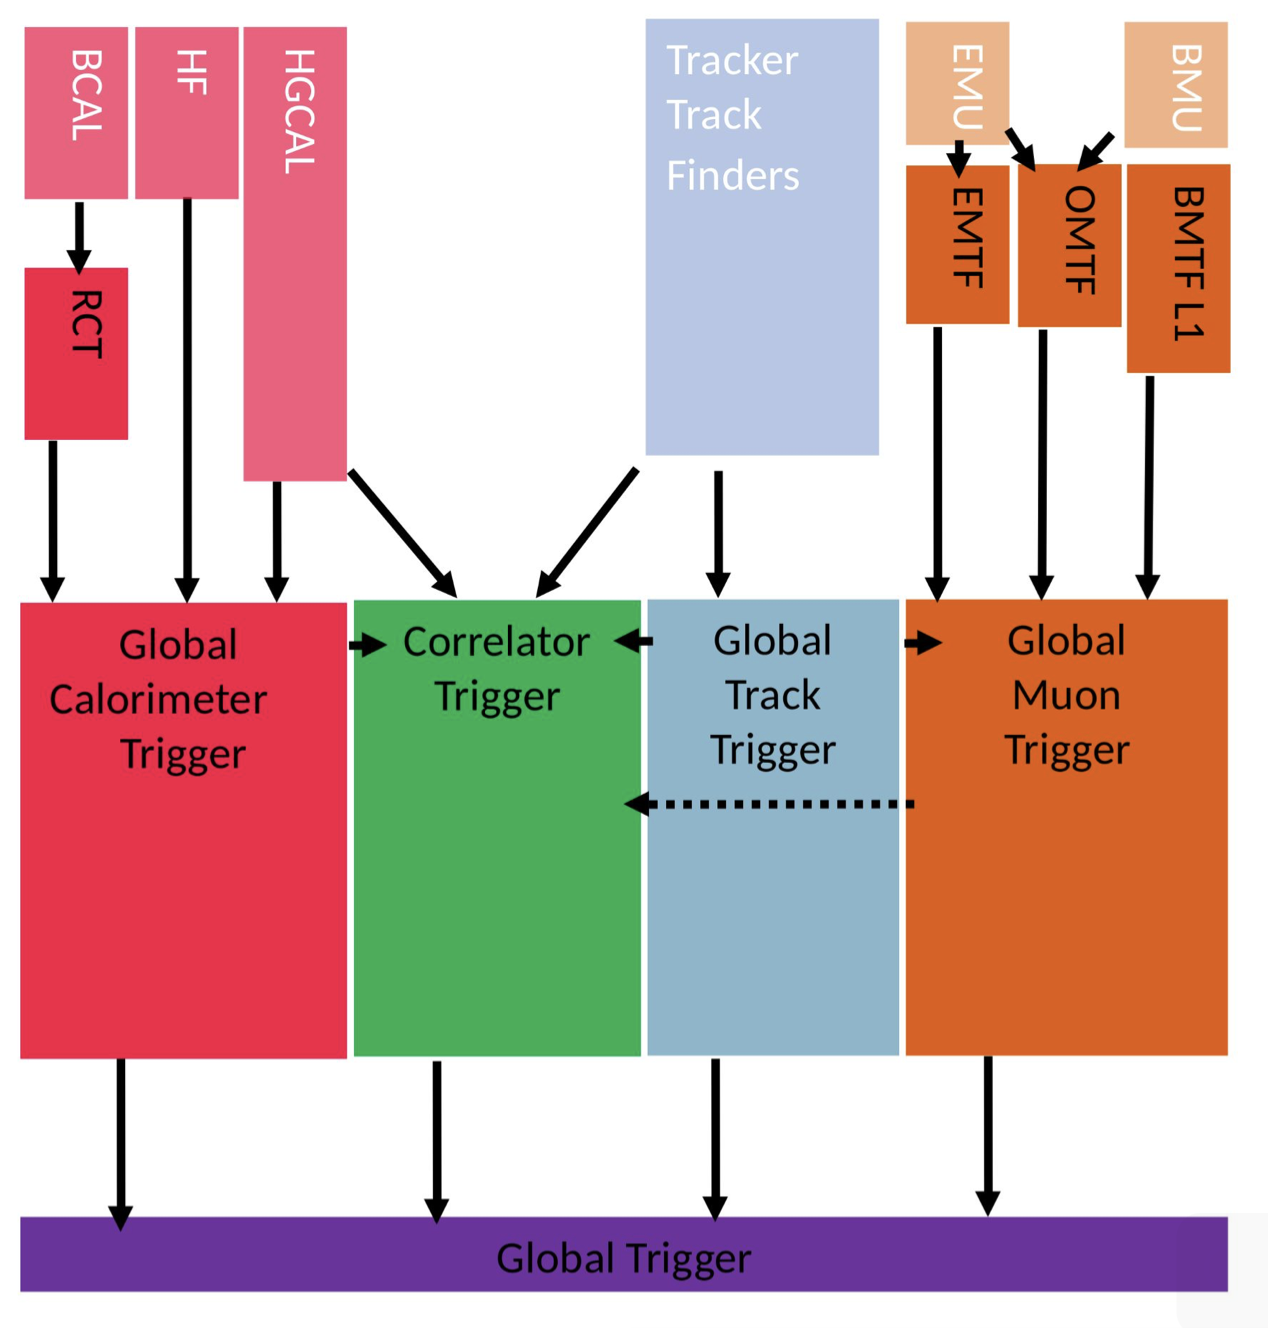 BCAL
HF
HGCAL
Tracker
Track
Finders
EMU
BMU
RCT
EMTF
OMTF
BMTF L1
Global
Calorimeter
Trigger
Correlator
Trigger
Global
Track
Trigger
Global
Muon
Trigger
Global Trigger